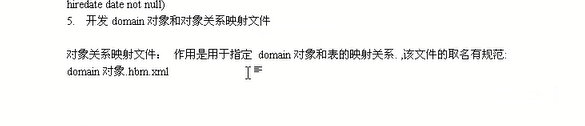 hiredate date not null)
5. 开发 domain 对象和对象关系映射文件
对象关系映射文件： 作用是用于指定 domain 对象和表的映射关系. ,该文件的取名有规范:
domain 对象.hbm.xml